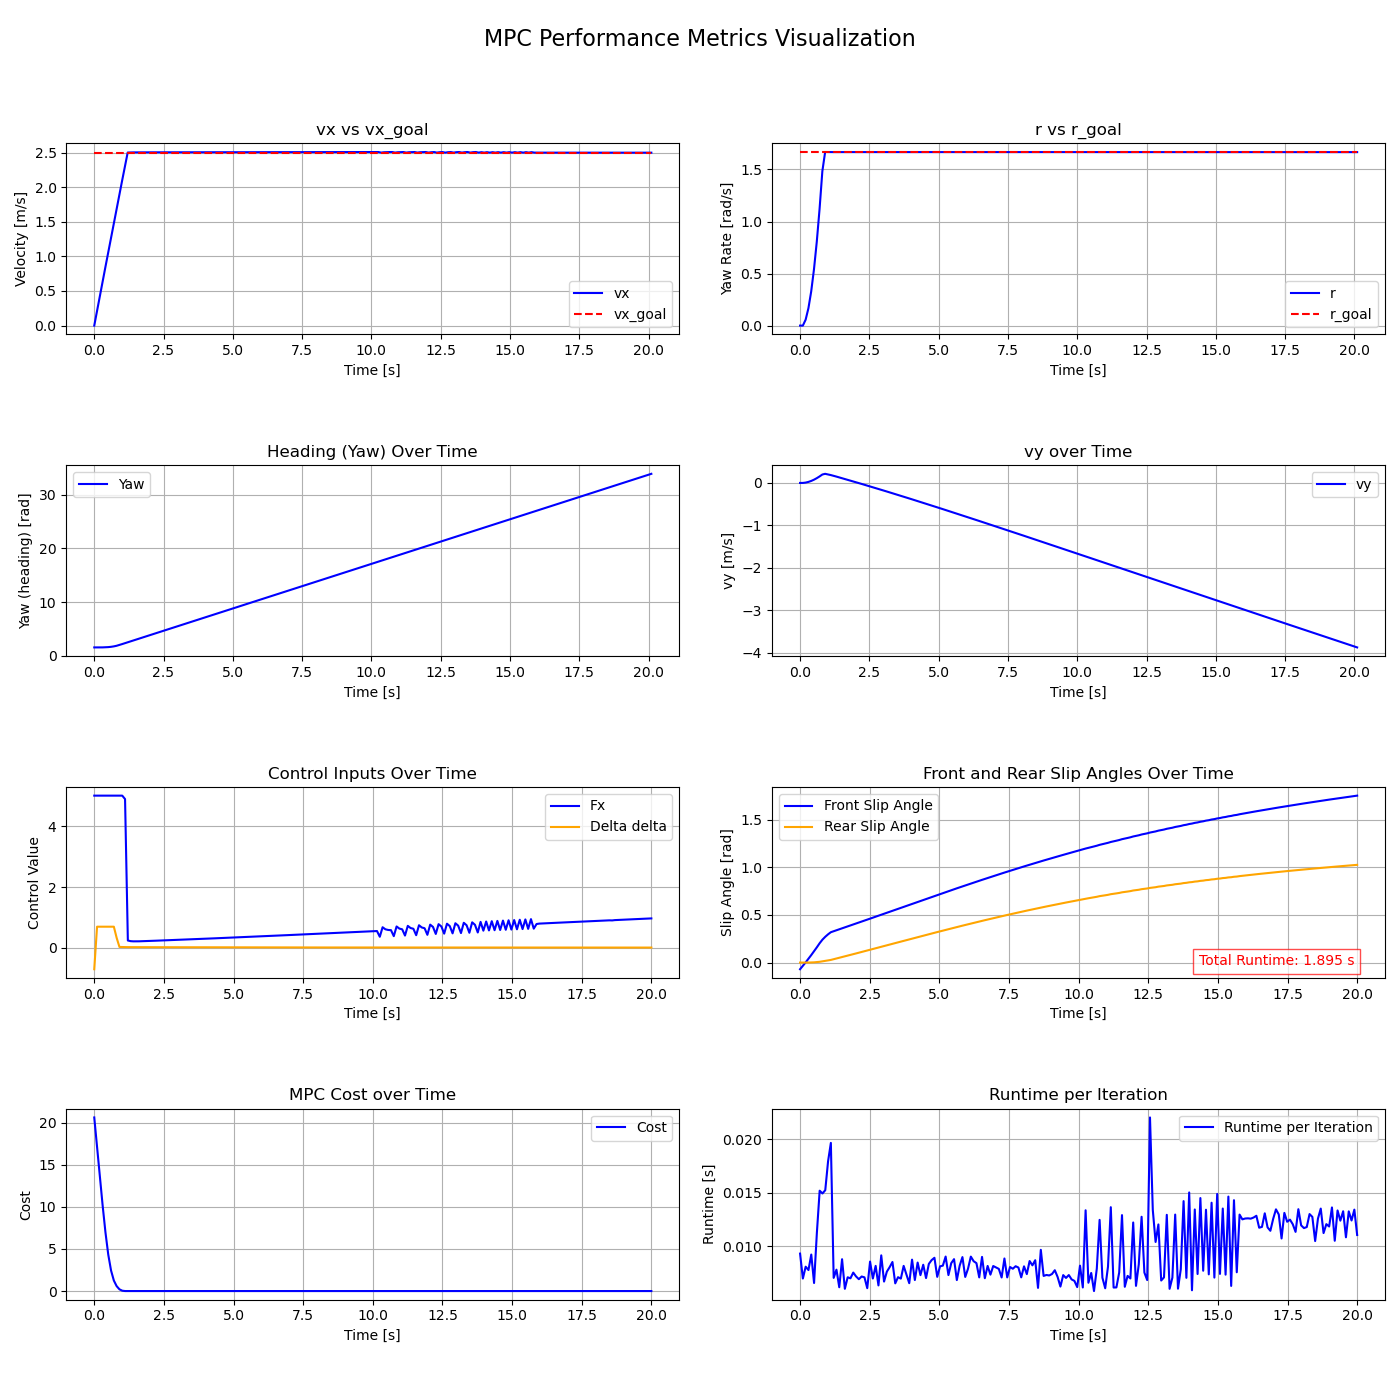 MPC Performance Metrics Visualization
vx vs vx_goal
Velocity [m/s]
2.5
2.0
1.5
1.0
0.5
0.0
vx
vx_goal
0.0 2.5 5.0 7.5 10.0 12.5 15.0 17.5 20.0
Time [s]
r vs r_goal
Yaw Rate [rad/s]
1.5
1.0
0.5
0.0
r
r_goal
0.0 2.5 5.0 7.5 10.0 12.5 15.0 17.5 20.0
Time [s]
Heading (Yaw) Over Time
Yaw (heading) [rad]
30
20
10
0
Yaw
0.0 2.5 5.0 7.5 10.0 12.5 15.0 17.5 20.0
Time [s]
vy over Time
vy [m/s]
0
−1
−2
−3
−4
vy
0.0 2.5 5.0 7.5 10.0 12.5 15.0 17.5 20.0
Time [s]
Control Inputs Over Time
Control Value
4
2
0
Fx
Delta delta
0.0 2.5 5.0 7.5 10.0 12.5 15.0 17.5 20.0
Time [s]
Front and Rear Slip Angles Over Time
Slip Angle [rad]
1.5
1.0
0.5
0.0
Front Slip Angle
Rear Slip Angle
Total Runtime: 1.895 s
0.0 2.5 5.0 7.5 10.0 12.5 15.0 17.5 20.0
Time [s]
MPC Cost over Time
Cost
20
15
10
5
0
Cost
0.0 2.5 5.0 7.5 10.0 12.5 15.0 17.5 20.0
Time [s]
Runtime per Iteration
Runtime [s]
0.020
0.015
0.010
Runtime per Iteration
0.0 2.5 5.0 7.5 10.0 12.5 15.0 17.5 20.0
Time [s]